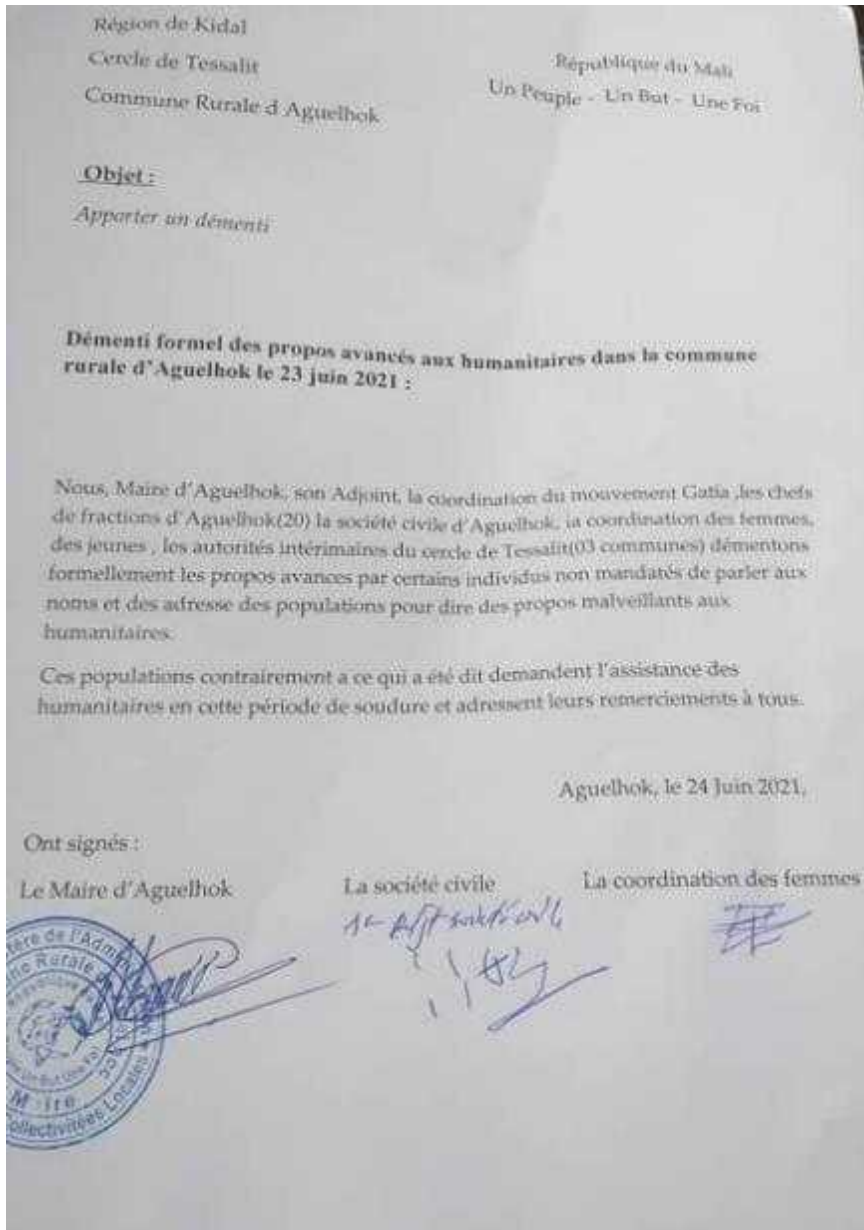 Région de Kidal
Cercle de Tessalit
Commune Rurale d Aguelhok
République du Mali
Un Peuple - Un But - Une Foi
Objet :
Apporter un démenti
Démenti formel des propos avancés aux humanitaires dans la commune
rurale d'Aguelhok le 23 juin 2021 :
Nous, Maire d'Aguelhok, son Adjoint, la coordination du mouvement Gatia ,les chefs
de fractions d'Aguelhok(20) la société civile d'Aguelhok, la coordination des femmes,
des jeunes , les autorités intérimaires du cercle de Tessalit(03 communes) démentons
formellement les propos avances par certains individus non mandatés de parler aux
noms et des adresse des populations pour dire des propos malveillants aux
humanitaires.
Ces populations contrairement a ce qui a été dit demandent l'assistance des
humanitaires en cette période de soudure et adressent leurs remerciements à tous.
Aguelhok, le 24 Juin 2021,
Ont signés :
Le Maire d'Aguelhok
La société civile
La coordination des femmes
Rurale
Un But Une Foi
Collectivitées Locales